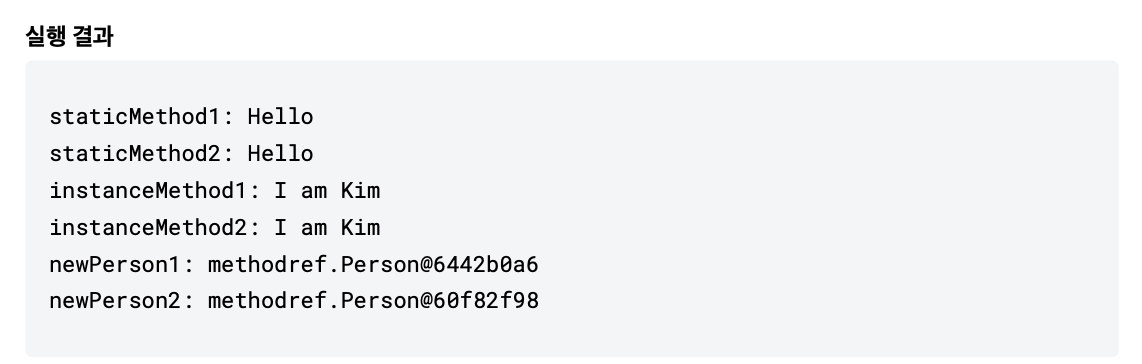 실행 결과
staticMethod1: Hello
staticMethod2: Hello
instanceMethod1: I am Kim
instanceMethod2: I am Kim
newPerson1: methodref.Person@6442b0a6
newPerson2: methodref.Person@60f82f98